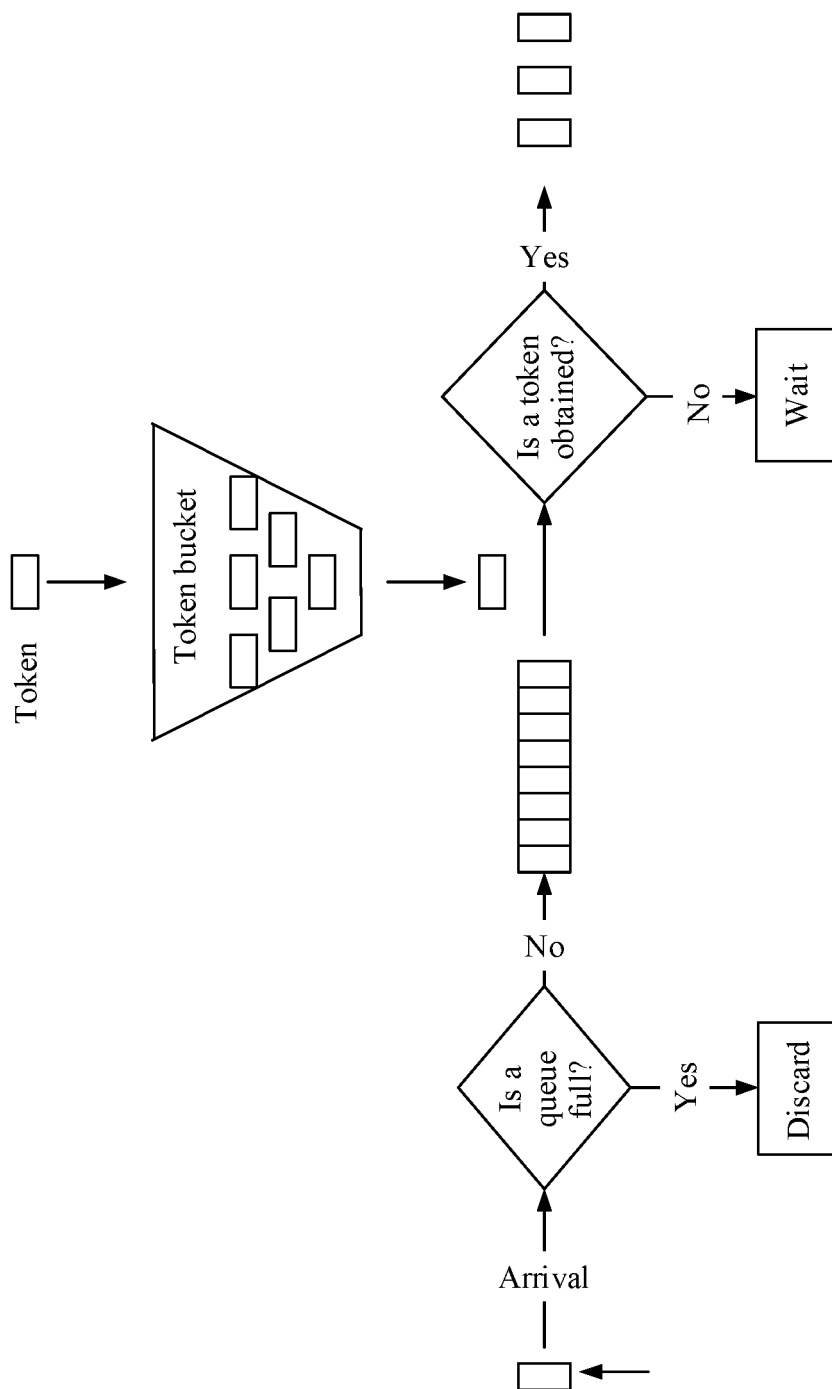 Token
Token bucket
Arrival
Is a
queue
full?
No
Yes
Discard
Is a token
obtained?
Yes
No
Wait